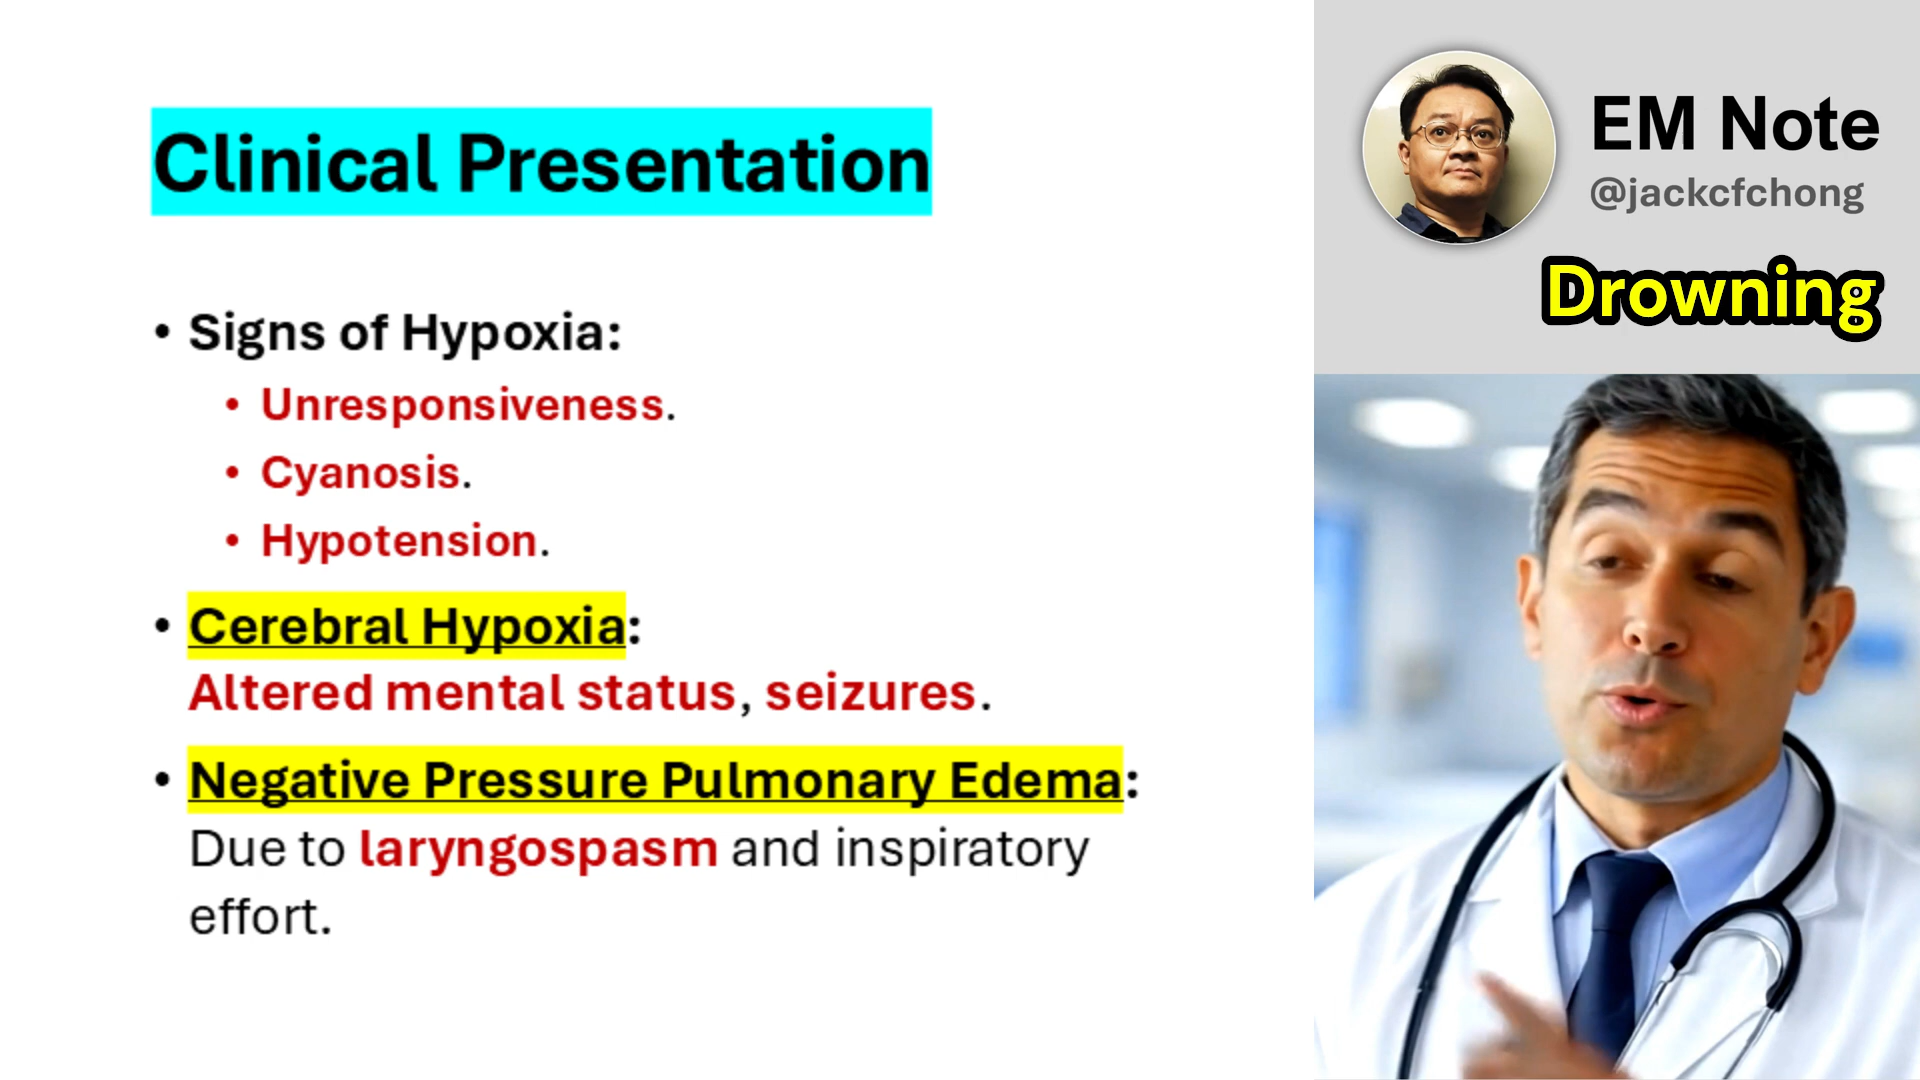 Clinical Presentation
• Signs of Hypoxia:
• Unresponsiveness.
• Cyanosis.
• Hypotension.
• Cerebral Hypoxia:
Altered mental status, seizures.
• Negative Pressure Pulmonary Edema:
Due to laryngospasm and inspiratory
effort.
EM Note
@jackcfchong
Drowning